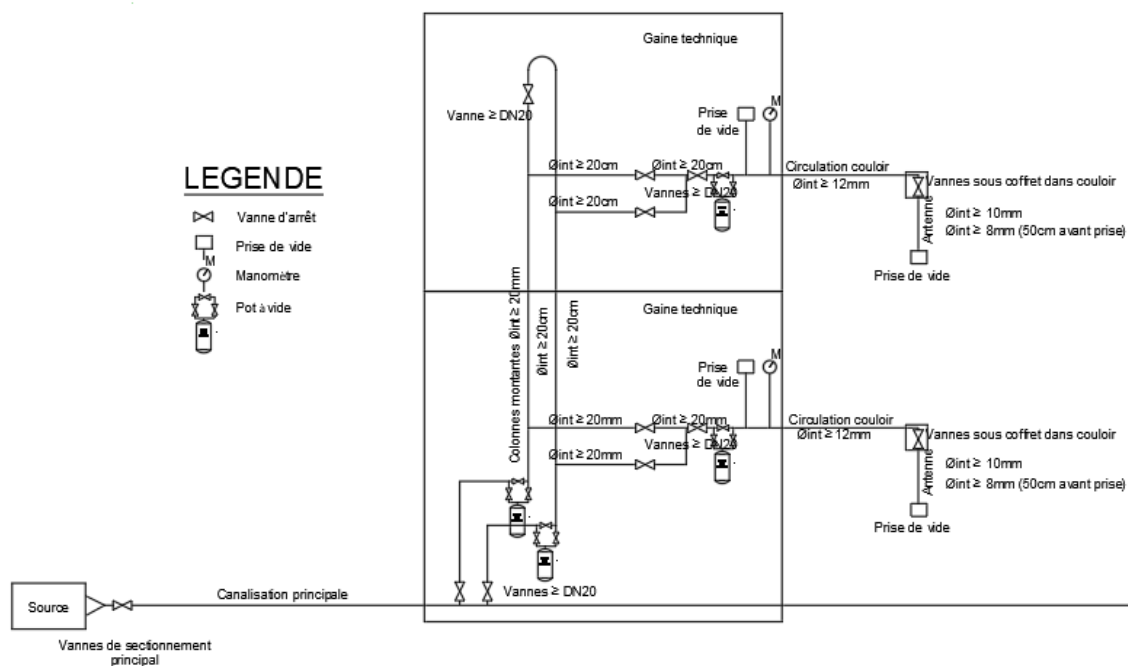 Gaine technique
Vanne ≥ DN20
Prise
de vide
M
Øint ≥ 20cm
Øint ≥ 20cm
Circulation couloir
Vannes ≥ DN20
Øint ≥ 12mm
Vannes sous coffret dans couloir
Øint ≥ 20cm
Antenne
Øint ≥ 10mm
Øint ≥ 8mm (50cm avant prise)
Prise de vide
LEGENDE
Vanne d'arrêt
Prise de vide
M
Manomètre
Pot à vide
Colonnes montantes Øint ≥ 20mm
Øint ≥ 20cm
Øint ≥ 20cm
Gaine technique
Prise
de vide
M
Øint ≥ 20mm
Øint ≥ 20mm
Circulation couloir
Vannes ≥ DN20
Øint ≥ 12mm
Vannes sous coffret dans couloir
Øint ≥ 20mm
Antenne
Øint ≥ 10mm
Øint ≥ 8mm (50cm avant prise)
Prise de vide
Vannes ≥ DN20
Source
Canalisation principale
Vannes de sectionnement
principal